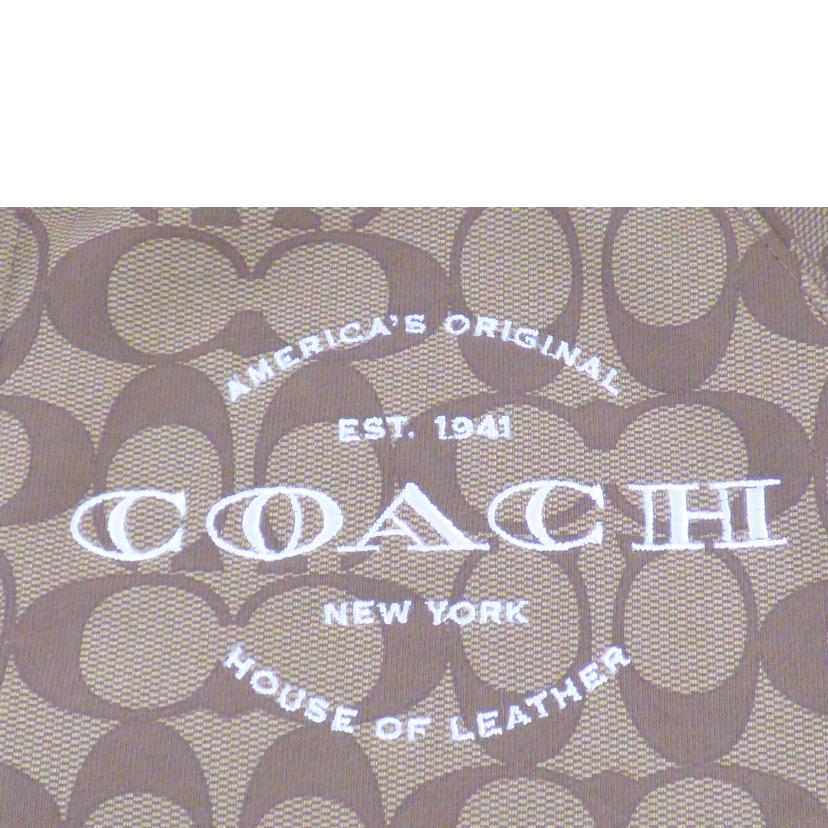 AMERICA'S ORIGINAL
EST. 1941
COACH
NEW YORK
HOUSE OF LEATHER